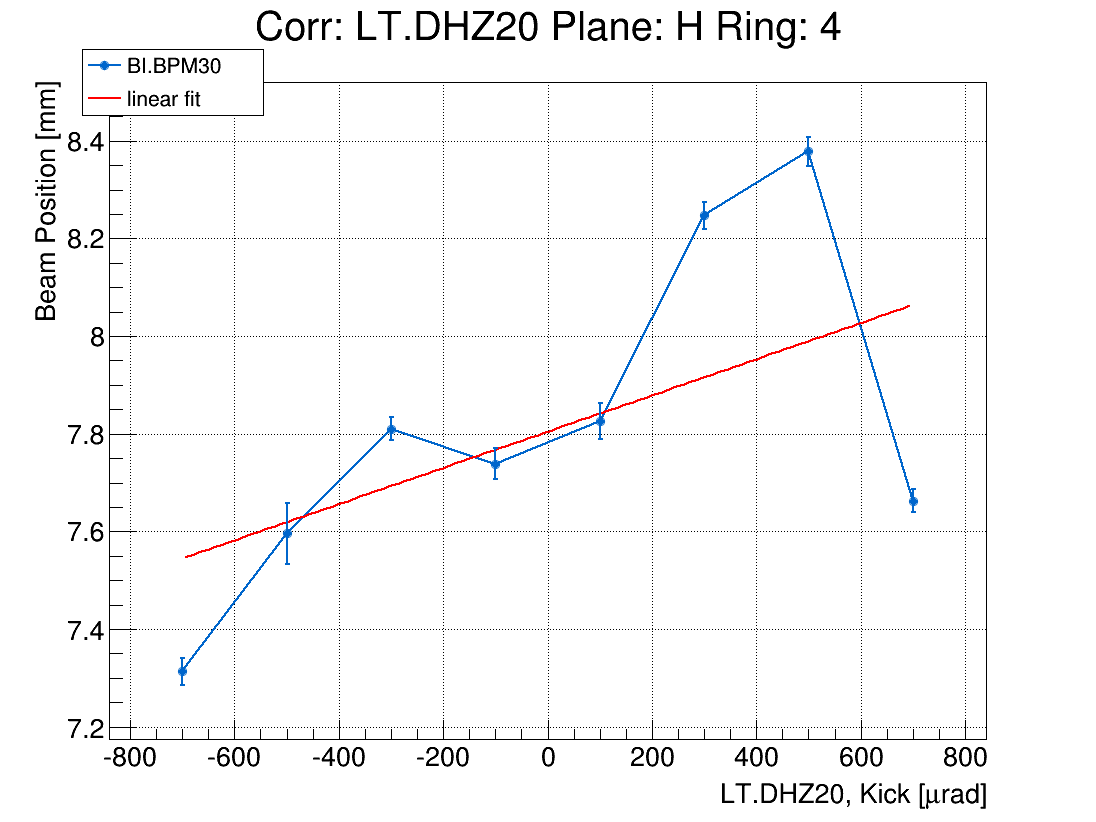 Corr: LT.DHZ20 Plane: H Ring: 4
BI.BPM30
linear fit
Beam Position [mm]
8.4
8.2
8
7.8
7.6
7.4
7.2
-800 -600 -400 -200 0 200 400 600 800
LT.DHZ20, Kick [μrad]